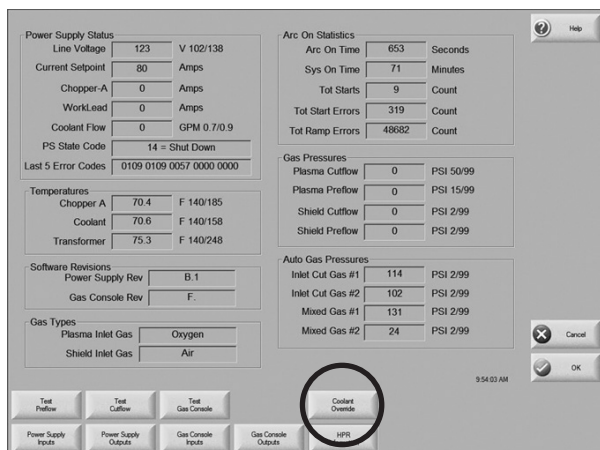 Power Supply Status
Line Voltage 123 V 102/138
Current Setpoint 80 Amps
Chopper-A 0 Amps
WorkLead 0 Amps
Coolant Flow 0 GPM 0.7/0.9
PS State Code 14 = Shut Down
Last 5 Error Codes 0109 0109 0057 0000 0000
Temperatures
Chopper A 70.4 F 140/185
Coolant 70.6 F 140/158
Transformer 75.3 F 140/248
Software Revisions
Power Supply Rev B.1
Gas Console Rev F.
Gas Types
Plasma Inlet Gas Oxygen
Shield Inlet Gas Air
Arc On Statistics
Arc On Time 653 Seconds
Sys On Time 71 Minutes
Tot Starts 9 Count
Tot Start Errors 319 Count
Tot Ramp Errors 48682 Count
Gas Pressures
Plasma Cutflow 0 PSI 50/99
Plasma Preflow 0 PSI 15/99
Shield Cutflow 0 PSI 2/99
Shield Preflow 0 PSI 2/99
Auto Gas Pressures
Inlet Cut Gas #1 114 PSI 2/99
Inlet Cut Gas #2 102 PSI 2/99
Mixed Gas #1 131 PSI 2/99
Mixed Gas #2 24 PSI 2/99
Help
Cancel
OK
9:54:03 AM
Test
Preflow
Test
Cutflow
Test
Gas Console
Coolant
Override
Power Supply
Inputs
Power Supply
Outputs
Gas Console
Inputs
Gas Console
Outputs
HPR